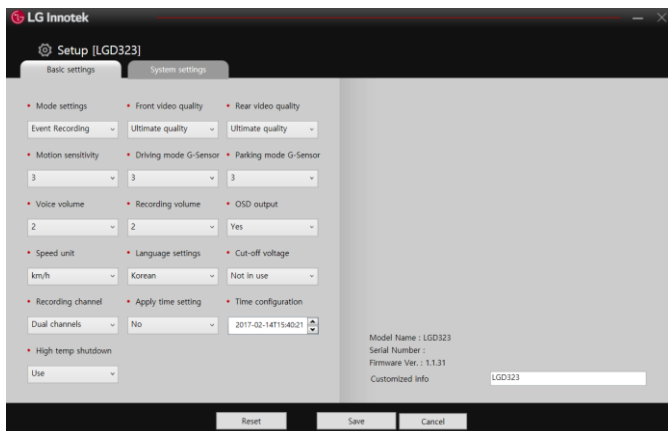 LG Innotek
Setup [LGD323]
Basic settings System settings
• Mode settings • Front video quality • Rear video quality
Event Recording Ultimate quality Ultimate quality
• Motion sensitivity • Driving mode G-Sensor • Parking mode G-Sensor
3 3 3
• Voice volume • Recording volume • OSD output
2 2 Yes
• Speed unit • Language settings • Cut-off voltage
km/h Korean Not in use
• Recording channel • Apply time setting • Time configuration
Dual channels No 2017-02-14T15:40:21
• High temp shutdown
Use
Model Name : LGD323
Serial Number :
Firmware Ver. : 1.1.31
Customized info LGD323
Reset Save Cancel